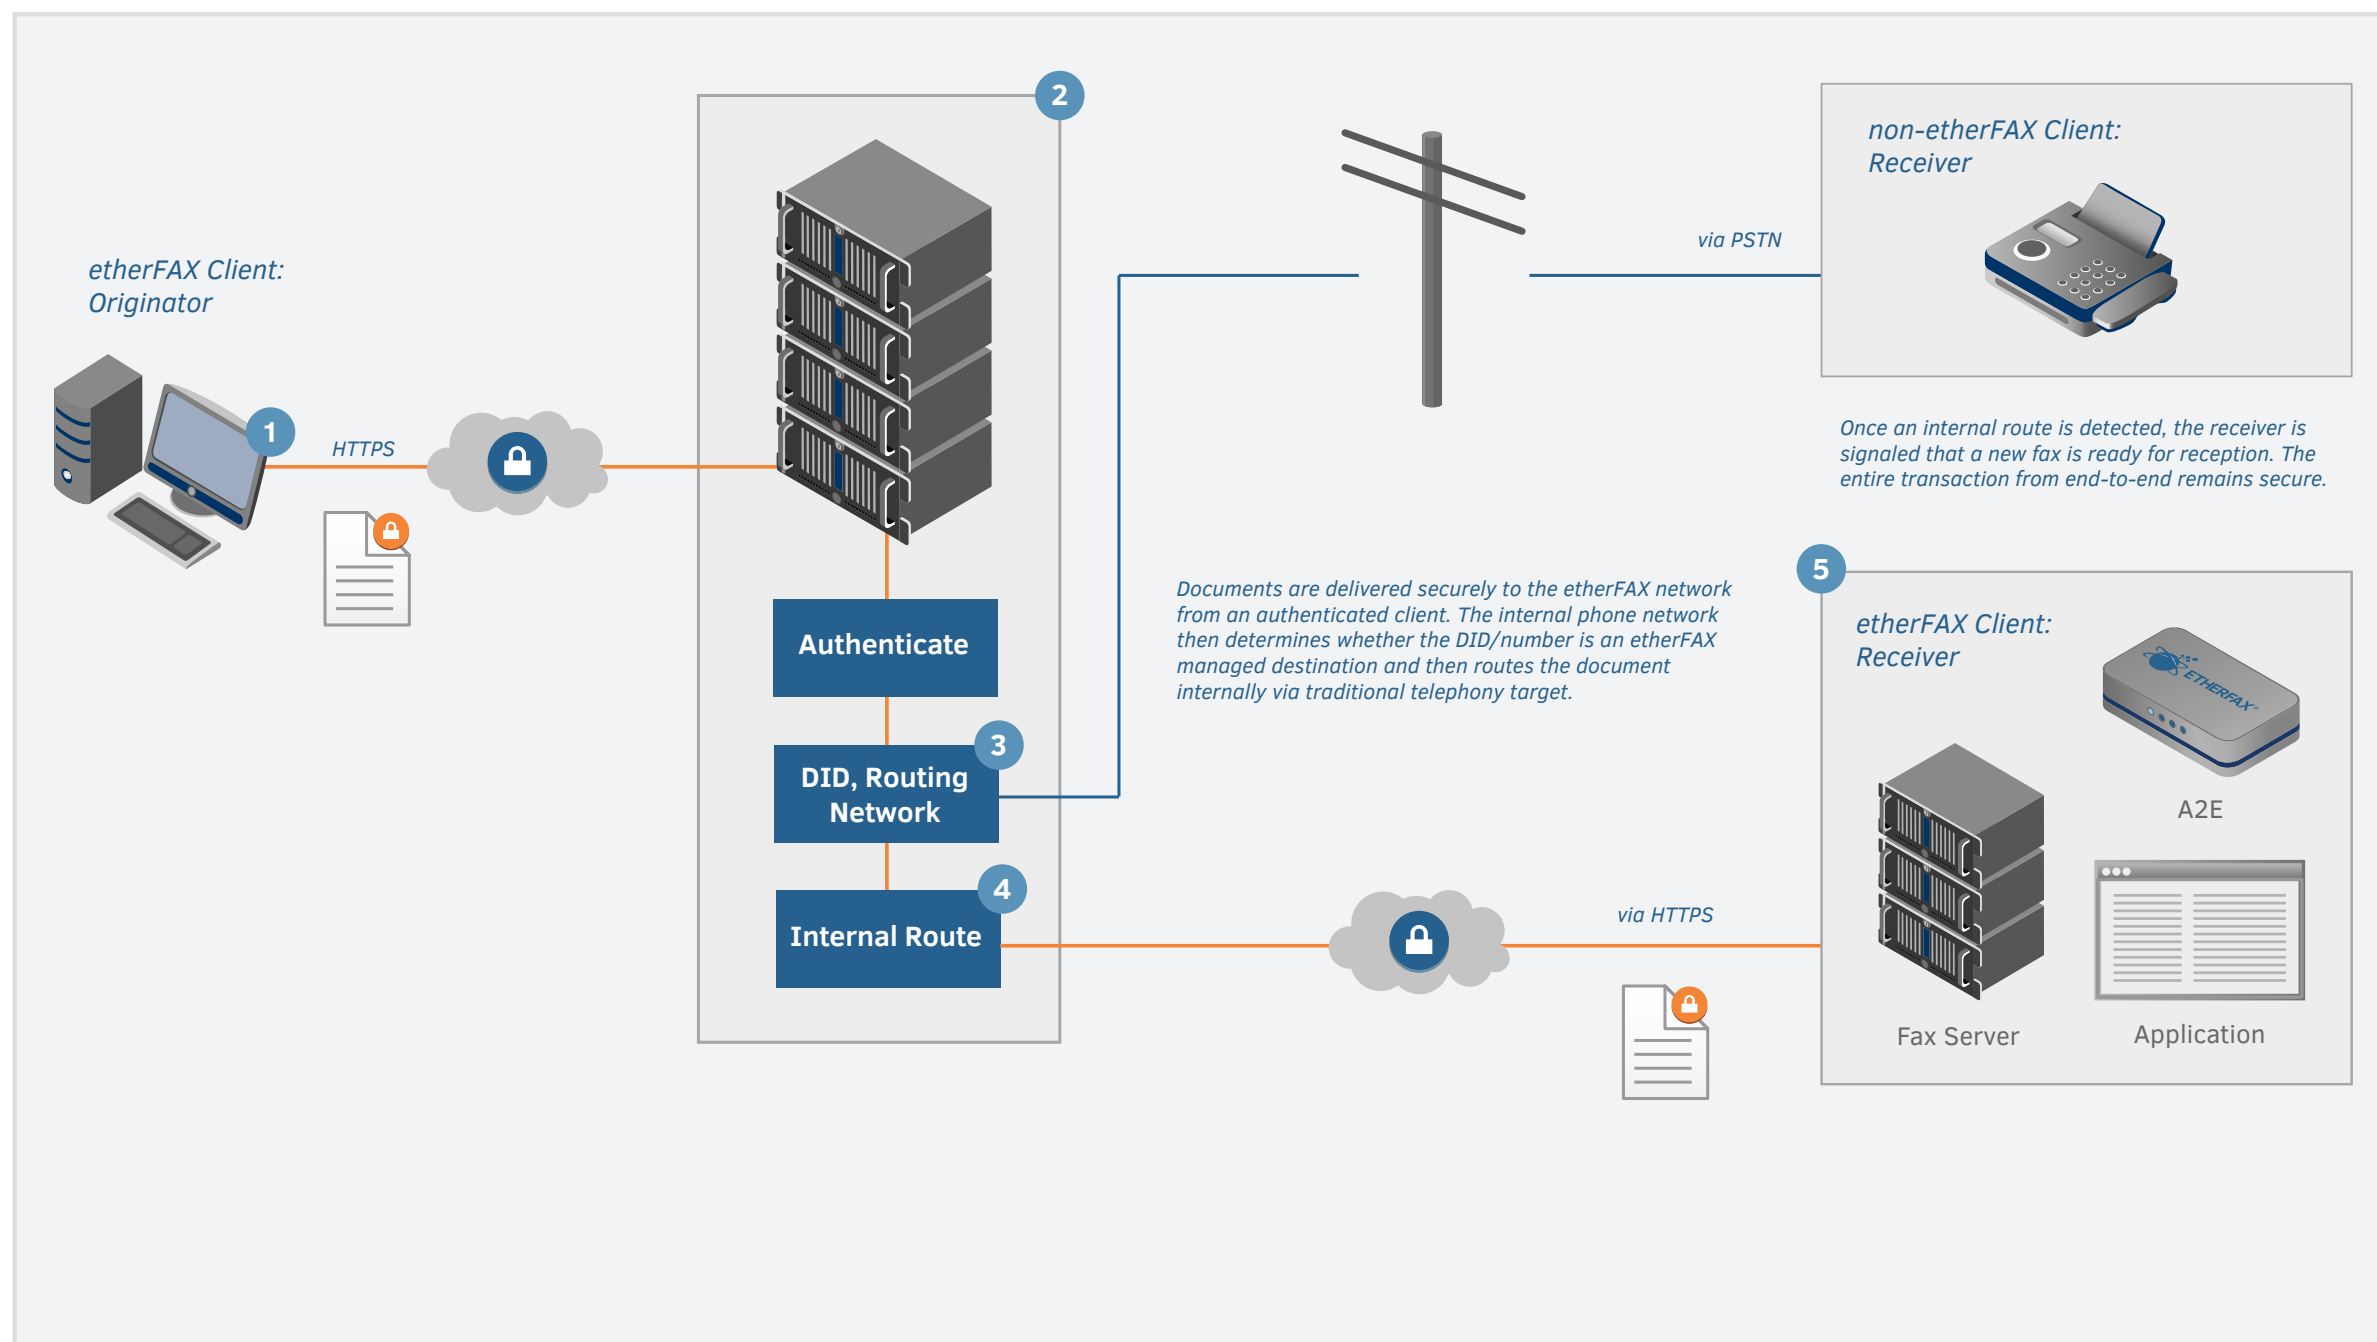 2
non-etherFAX Client:
Receiver
via PSTN
etherFAX Client:
Originator
1
HTTPS
Once an internal route is detected, the receiver is
signaled that a new fax is ready for reception. The
entire transaction from end-to-end remains secure.
Documents are delivered securely to the etherFAX network
from an authenticated client. The internal phone network
then determines whether the DID/number is an etherFAX
managed destination and then routes the document
internally via traditional telephony target.
Authenticate
3
DID, Routing
Network
4
Internal Route
via HTTPS
5
etherFAX Client:
Receiver
ETHERFAX®
A2E
Fax Server
Application